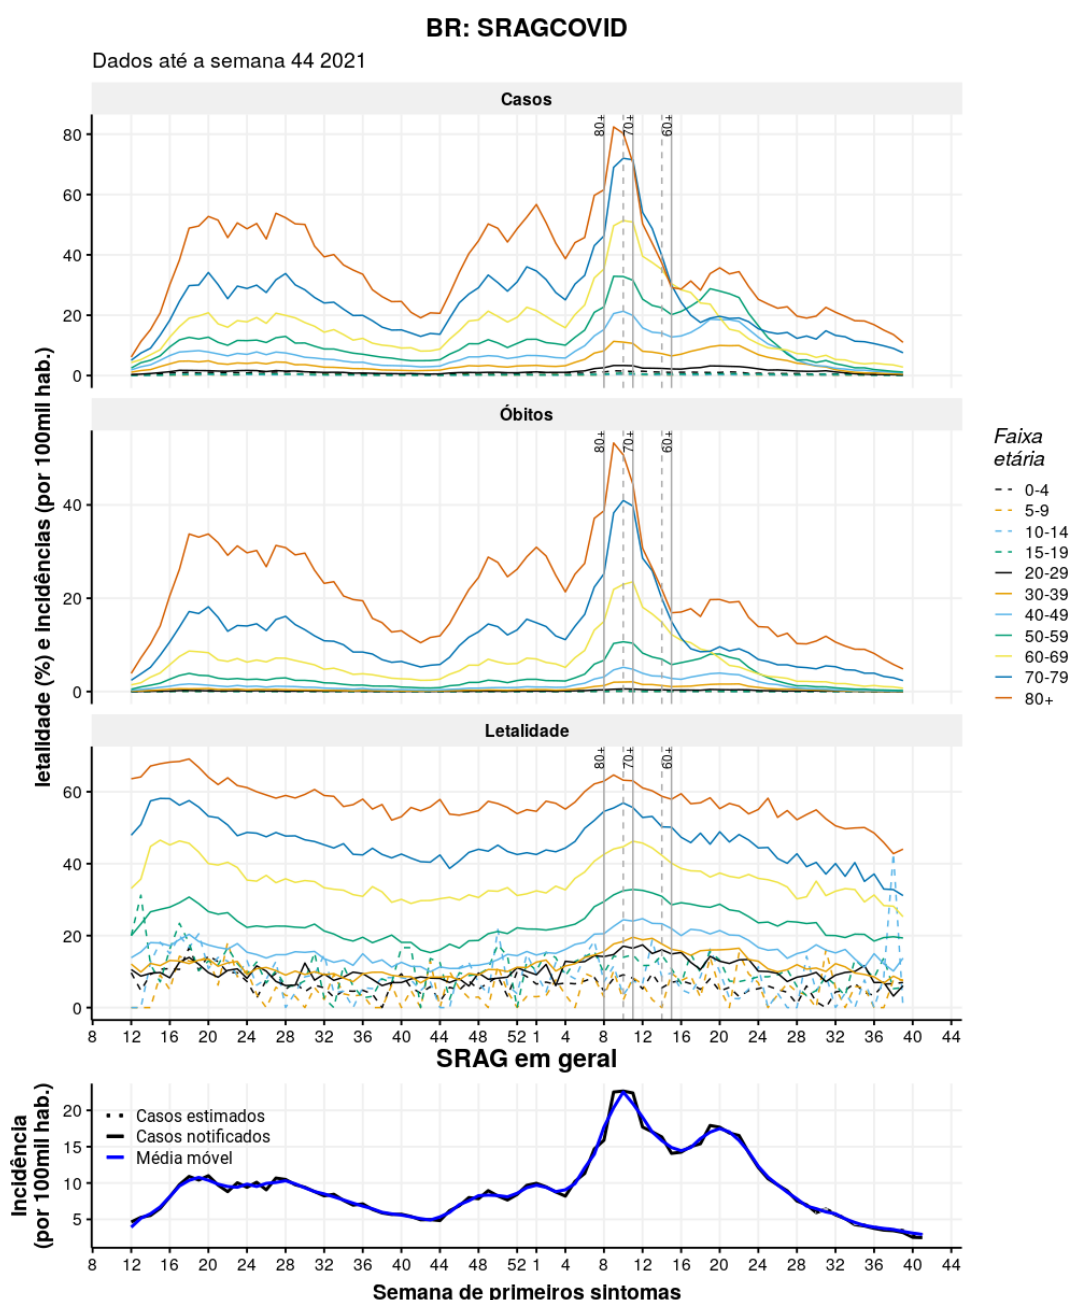 BR: SRAGCOVID
Dados até a semana 44 2021
Casos
80+ 70+ 60+
80
60
40
20
0
Óbitos
80+ 70+ 60+
40
20
0
Letalidade
80+ 70+ 60+
60
40
20
0
letalidade (%) e incidências (por 100mil hab.)
8 12 16 20 24 28 32 36 40 44 48 52 1 4 8 12 16 20 24 28 32 36 40 44
Faixa
etária
0-4
5-9
10-14
15-19
20-29
30-39
40-49
50-59
60-69
70-79
80+
SRAG em geral
Casos estimados
Casos notificados
Média móvel
20
15
10
5
Incidência
(por 100mil hab.)
8 12 16 20 24 28 32 36 40 44 48 52 1 4 8 12 16 20 24 28 32 36 40 44
Semana de primeiros sintomas